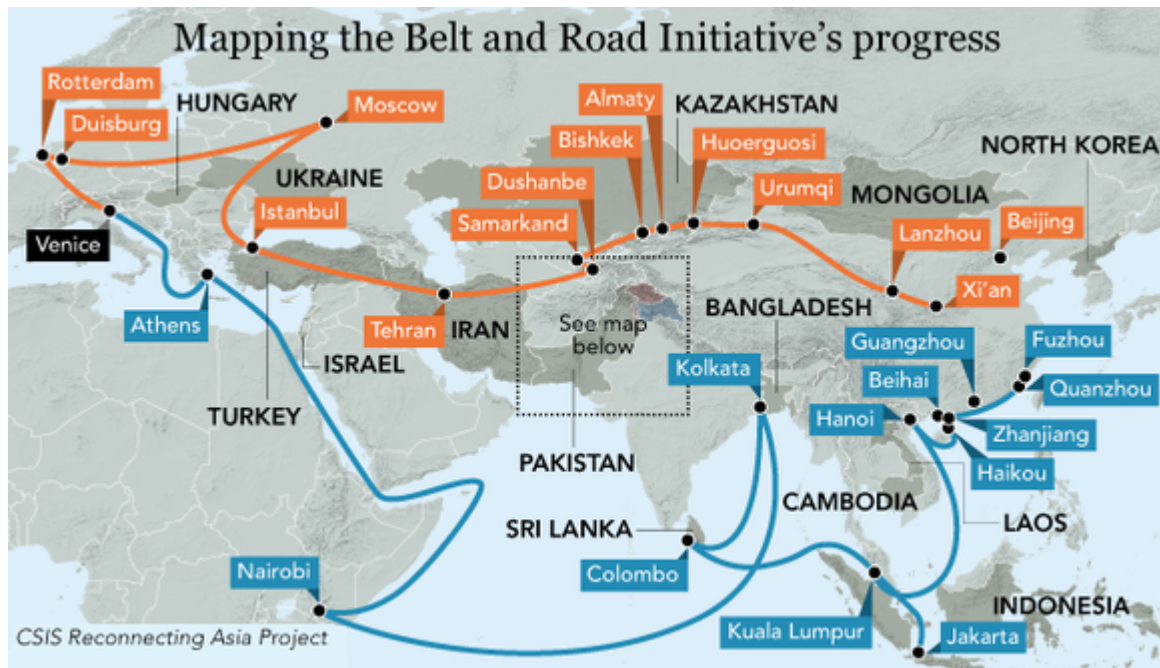 Mapping the Belt and Road Initiative's progress
Rotterdam
Duisburg
HUNGARY
Moscow
Almaty
KAZAKHSTAN
Bishkek
Huoerguosi
NORTH KOREA
UKRAINE
Dushanbe
Urumqi
MONGOLIA
Istanbul
Samarkand
Lanzhou
Beijing
Venice
Xi'an
Athens
Tehran
IRAN
See map
below
BANGLADESH
ISRAEL
Kolkata
Guangzhou
Fuzhou
Beihai
Quanzhou
TURKEY
Hanoi
Zhanjiang
PAKISTAN
Haikou
CAMBODIA
SRI LANKA
LAOS
Nairobi
Colombo
INDONESIA
Kuala Lumpur
Jakarta
CSIS Reconnecting Asia Project